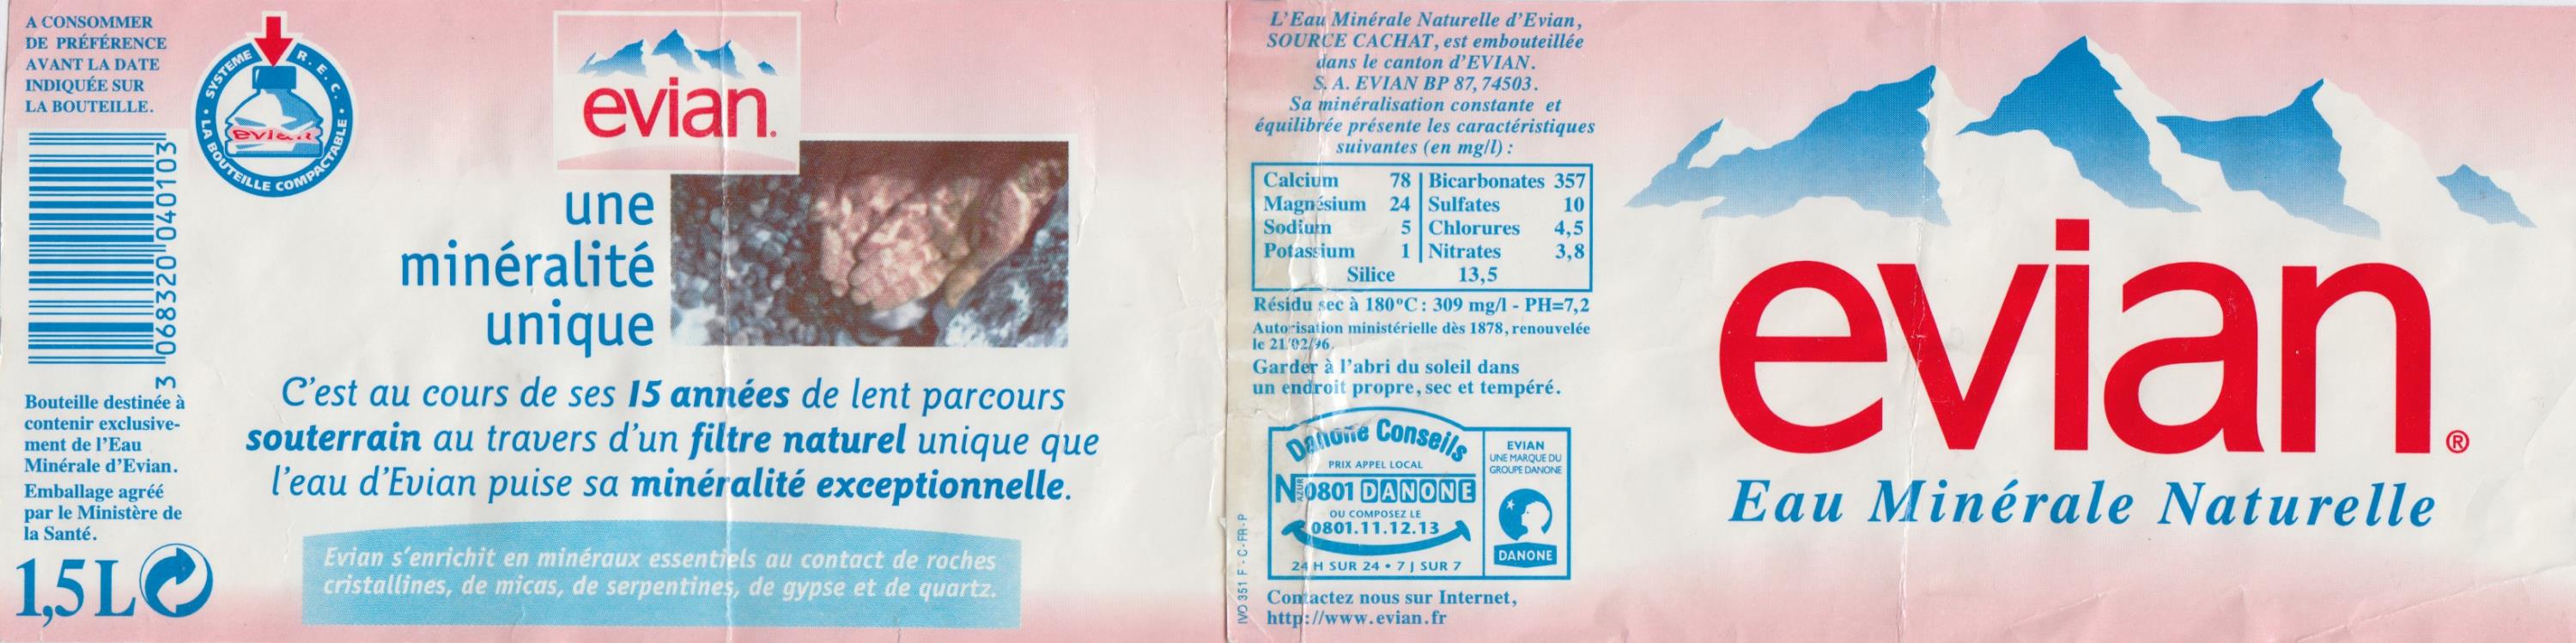 A CONSOMMER
DE PRÉFÉRENCE
AVANT LA DATE
INDIQUÉE SUR
LA BOUTEILLE.
SYSTEME R.E.C.
• LA BOUTEILLE COMPACTABLE •
evian
3 068320 040103
Bouteille destinée à
contenir exclusive-
ment de l'Eau
Minérale d'Evian.
Emballage agréé
par le Ministère de
la Santé.
1,5L
evian.
une
minéralité
unique
C'est au cours de ses 15 années de lent parcours
souterrain au travers d'un filtre naturel unique que
l'eau d'Evian puise sa minéralité exceptionnelle.
Evian s'enrichit en minéraux essentiels au contact de roches
cristallines, de micas, de serpentines, de gypse et de quartz.
IVO 351 F - C - FR - P
L'Eau Minérale Naturelle d'Evian,
SOURCE CACHAT, est embouteillée
dans le canton d'EVIAN.
S. A. EVIAN BP 87, 74503.
Sa minéralisation constante et
équilibrée présente les caractéristiques
suivantes (en mg/l) :
Calcium 78 Bicarbonates 357
Magnésium 24 Sulfates 10
Sodium 5 Chlorures 4,5
Potassium 1 Nitrates 3,8
Silice 13,5
Résidu sec à 180°C : 309 mg/l - PH=7,2
Autorisation ministérielle dès 1878, renouvelée
le 21/02/96.
Garder à l'abri du soleil dans
un endroit propre, sec et tempéré.
Danone Conseils
PRIX APPEL LOCAL
N AZUR 0801 DANONE
OU COMPOSEZ LE
0801.11.12.13
24 H SUR 24 • 7 J SUR 7
EVIAN
UNE MARQUE DU
GROUPE DANONE
DANONE
Contactez nous sur Internet,
http://www.evian.fr
evian.®
Eau Minérale Naturelle